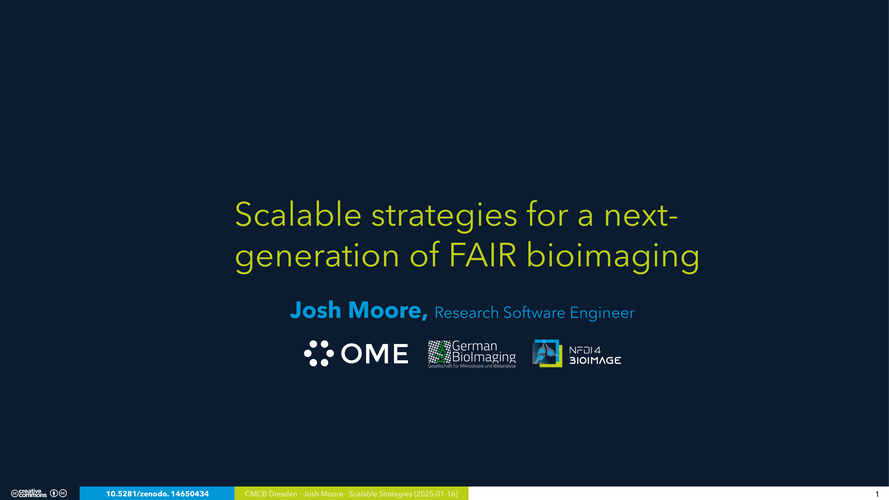 Scalable strategies for a next-
generation of FAIR bioimaging
Josh Moore, Research Software Engineer
OME
German
BioImaging
Gesellschaft für Mikroskopie und Bildanalyse
NFDI4
BIOIMAGE
creative
commons
10.5281/zenodo. 14650434
CMCB Dresden · Josh Moore · Scalable Strategies (2025-01-16)
1